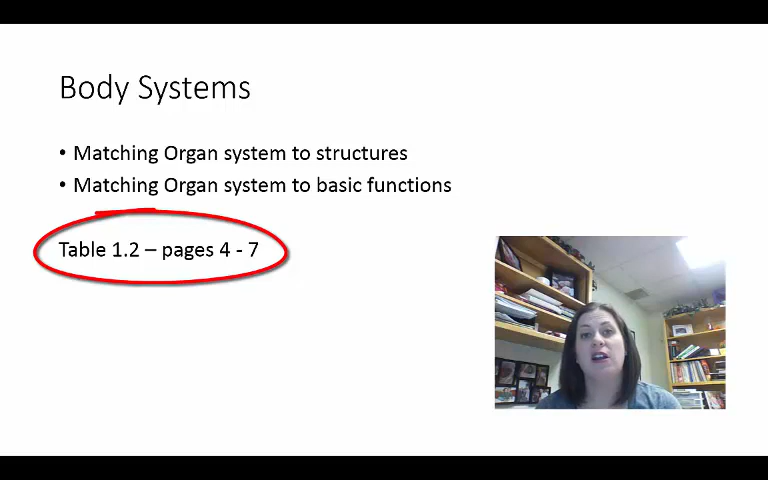 Body Systems
• Matching Organ system to structures
• Matching Organ system to basic functions
Table 1.2 – pages 4 - 7